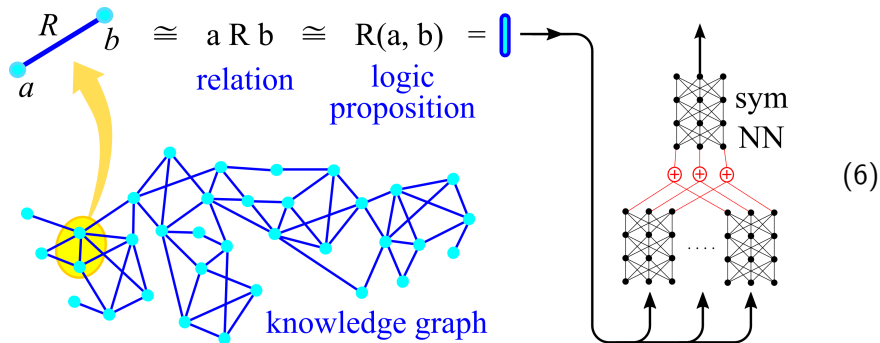 R
a
b
≅ a R b ≅ R(a, b) =
relation
logic
proposition
sym
NN
(6)
⊕ ⊕ ⊕
....
knowledge graph